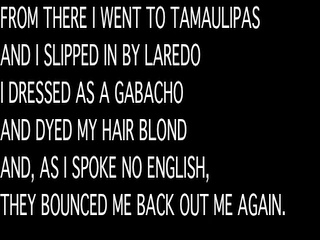 FROM THERE I WENT TO TAMAULIPAS
AND I SLIPPED IN BY LAREDO
I DRESSED AS A GABACHO
AND DYED MY HAIR BLOND
AND, AS I SPOKE NO ENGLISH,
THEY BOUNCED ME BACK OUT ME AGAIN.